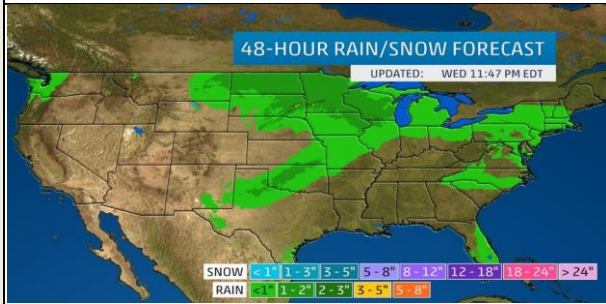 48-HOUR RAIN/SNOW FORECAST
UPDATED: WED 11:47 PM EDT
SNOW <1" 1-3" 3-5" 5-8" 8-12" 12-18" 18-24" >24"
RAIN <1" 1-2" 2-3" 3-5" 5-8"